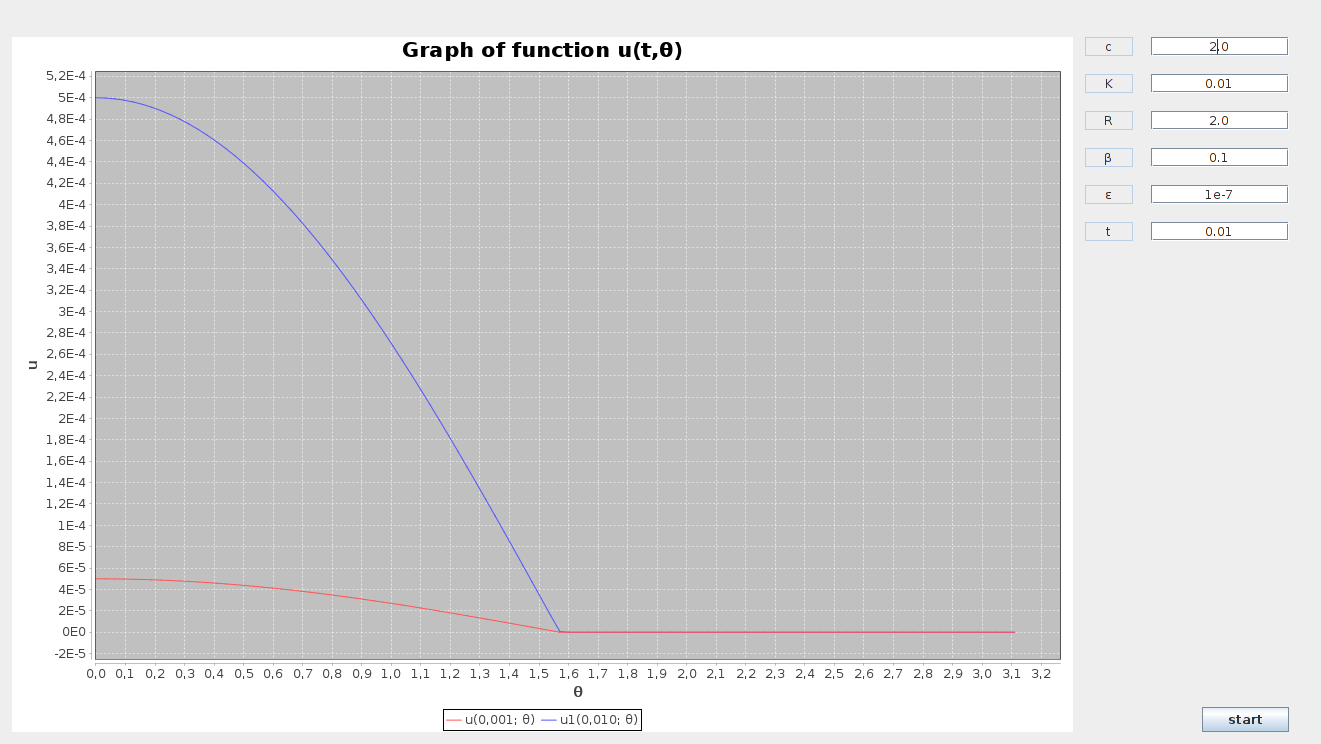 Graph of function u(t,θ)
5,2E-4
5E-4
4,8E-4
4,6E-4
4,4E-4
4,2E-4
4E-4
3,8E-4
3,6E-4
3,4E-4
3,2E-4
3E-4
2,8E-4
2,6E-4
2,4E-4
2,2E-4
2E-4
1,8E-4
1,6E-4
1,4E-4
1,2E-4
1E-4
8E-5
6E-5
4E-5
2E-5
0E0
-2E-5
u
0,0 0,1 0,2 0,3 0,4 0,5 0,6 0,7 0,8 0,9 1,0 1,1 1,2 1,3 1,4 1,5 1,6 1,7 1,8 1,9 2,0 2,1 2,2 2,3 2,4 2,5 2,6 2,7 2,8 2,9 3,0 3,1 3,2
θ
u(0,001; θ) u1(0,010; θ)
c 2.0
K 0.01
R 2.0
β 0.1
ε 1e-7
t 0.01
start